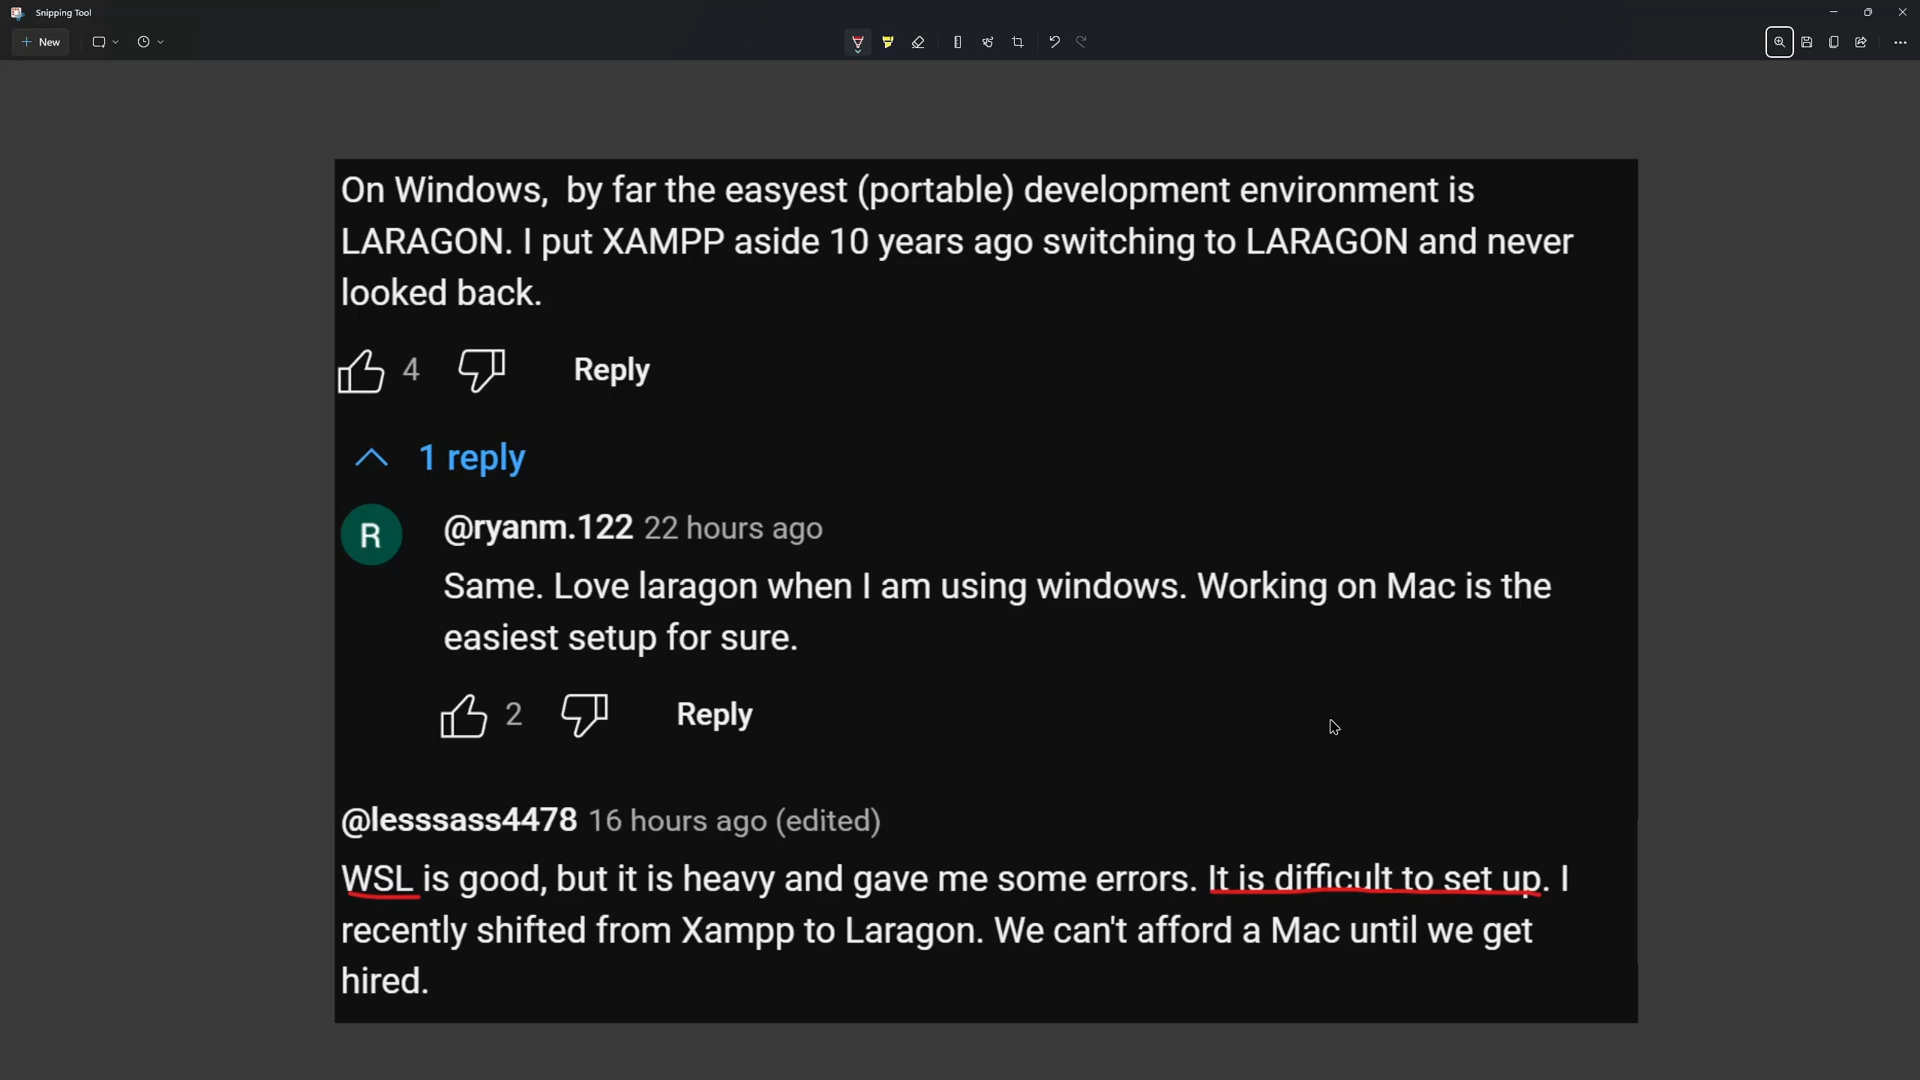 Snipping Tool
New
On Windows, by far the easyest (portable) development environment is
LARAGON. I put XAMPP aside 10 years ago switching to LARAGON and never
looked back.
4 Reply
1 reply
R @ryanm.122 22 hours ago
Same. Love laragon when I am using windows. Working on Mac is the
easiest setup for sure.
2 Reply
@lesssass4478 16 hours ago (edited)
WSL is good, but it is heavy and gave me some errors. It is difficult to set up. I
recently shifted from Xampp to Laragon. We can't afford a Mac until we get
hired.